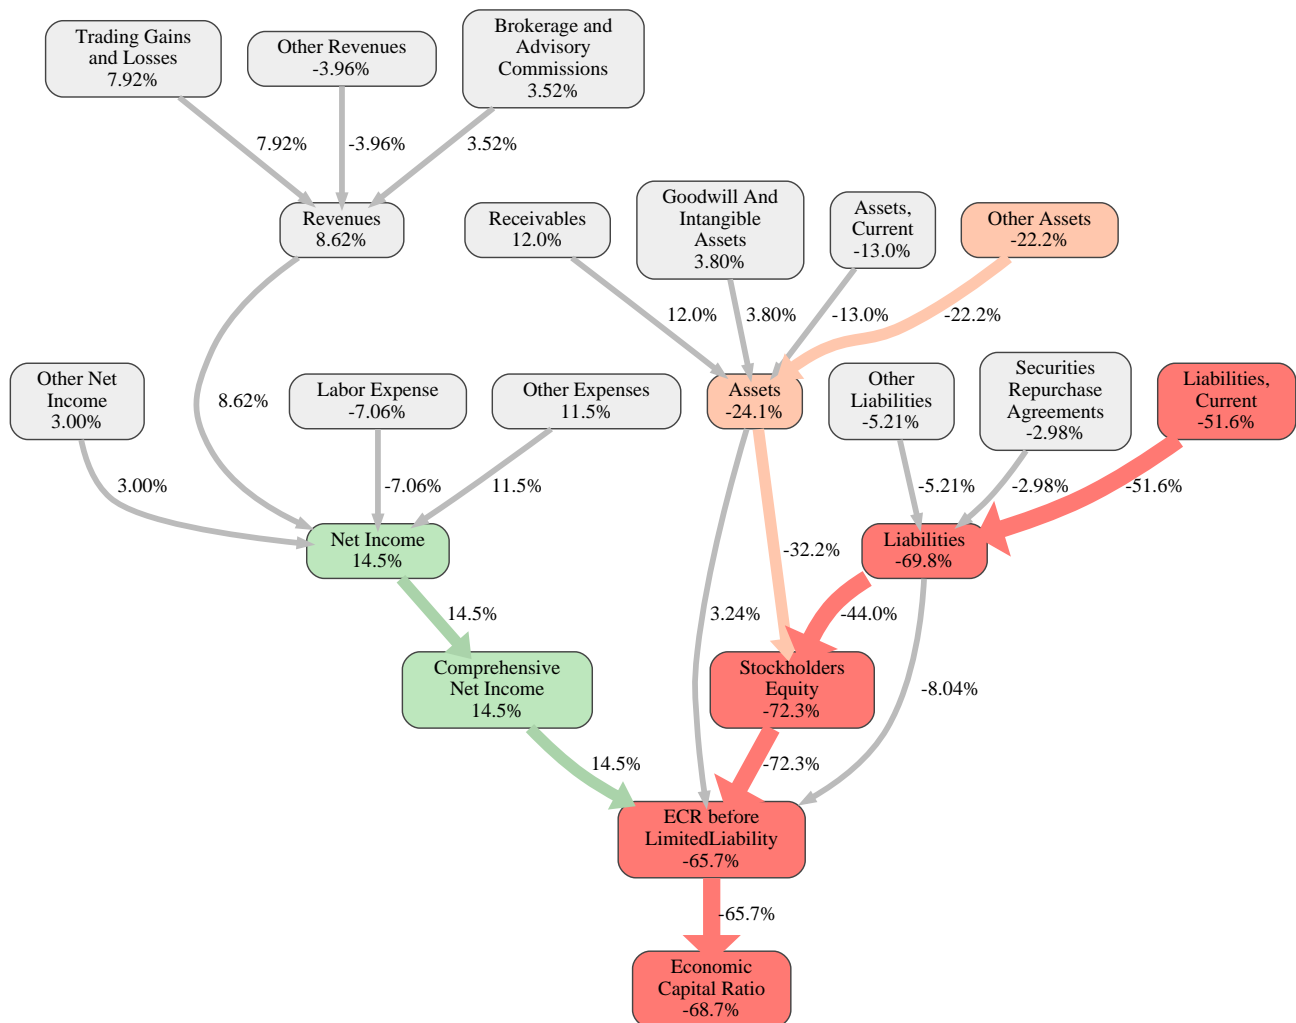 Trading Gains
and Losses
7.92%
Other Revenues
-3.96%
Brokerage and
Advisory
Commissions
3.52%
7.92%
-3.96%
3.52%
Revenues
8.62%
Receivables
12.0%
Goodwill And
Intangible
Assets
3.80%
Assets,
Current
-13.0%
Other Assets
-22.2%
12.0%
3.80%
-13.0%
-22.2%
Other Net
Income
3.00%
8.62%
Labor Expense
-7.06%
Other Expenses
11.5%
Assets
-24.1%
Other
Liabilities
-5.21%
Securities
Repurchase
Agreements
-2.98%
Liabilities,
Current
-51.6%
3.00%
-7.06%
11.5%
-5.21%
-2.98%
-51.6%
Net Income
14.5%
-32.2%
Liabilities
-69.8%
14.5%
3.24%
-44.0%
Comprehensive
Net Income
14.5%
Stockholders
Equity
-72.3%
-8.04%
14.5%
-72.3%
ECR before
LimitedLiability
-65.7%
-65.7%
Economic
Capital Ratio
-68.7%